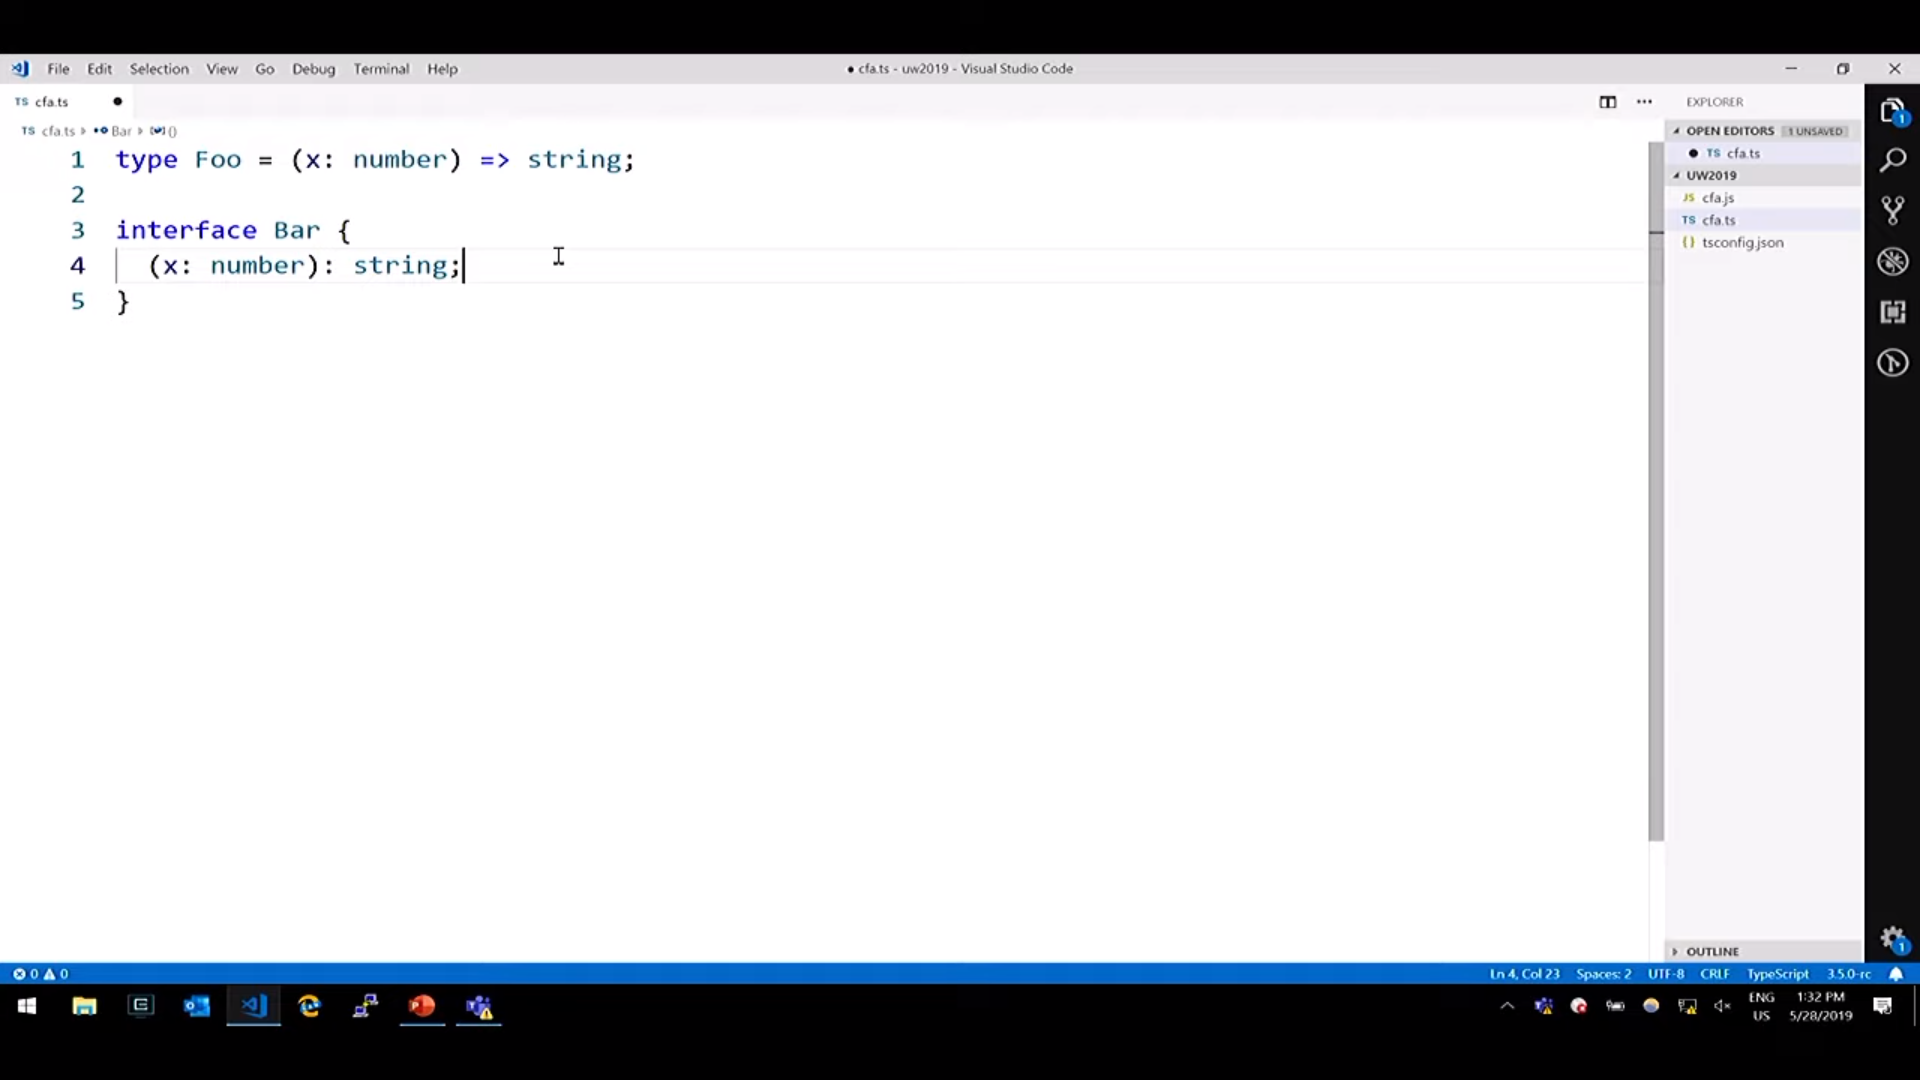 File Edit Selection View Go Debug Terminal Help
● cfa.ts - uw2019 - Visual Studio Code
TS cfa.ts ●
TS cfa.ts › Bar › ()
1 type Foo = (x: number) => string;
2
3 interface Bar {
4 (x: number): string;
5 }
EXPLORER
OPEN EDITORS 1 UNSAVED
● TS cfa.ts
UW2019
JS cfa.js
TS cfa.ts
{} tsconfig.json
OUTLINE
1
1
0 0
Ln 4, Col 23 Spaces: 2 UTF-8 CRLF TypeScript 3.5.0-rc
ENG 1:32 PM
US 5/28/2019